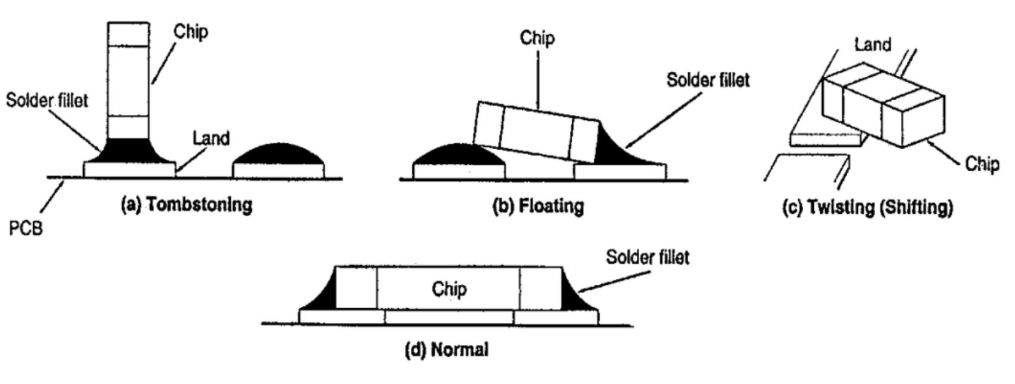 Chip
Solder fillet
Land
PCB
(a) Tombstoning
Chip
Solder fillet
(b) Floating
Land
Chip
(c) Twisting (Shifting)
Solder fillet
Chip
(d) Normal